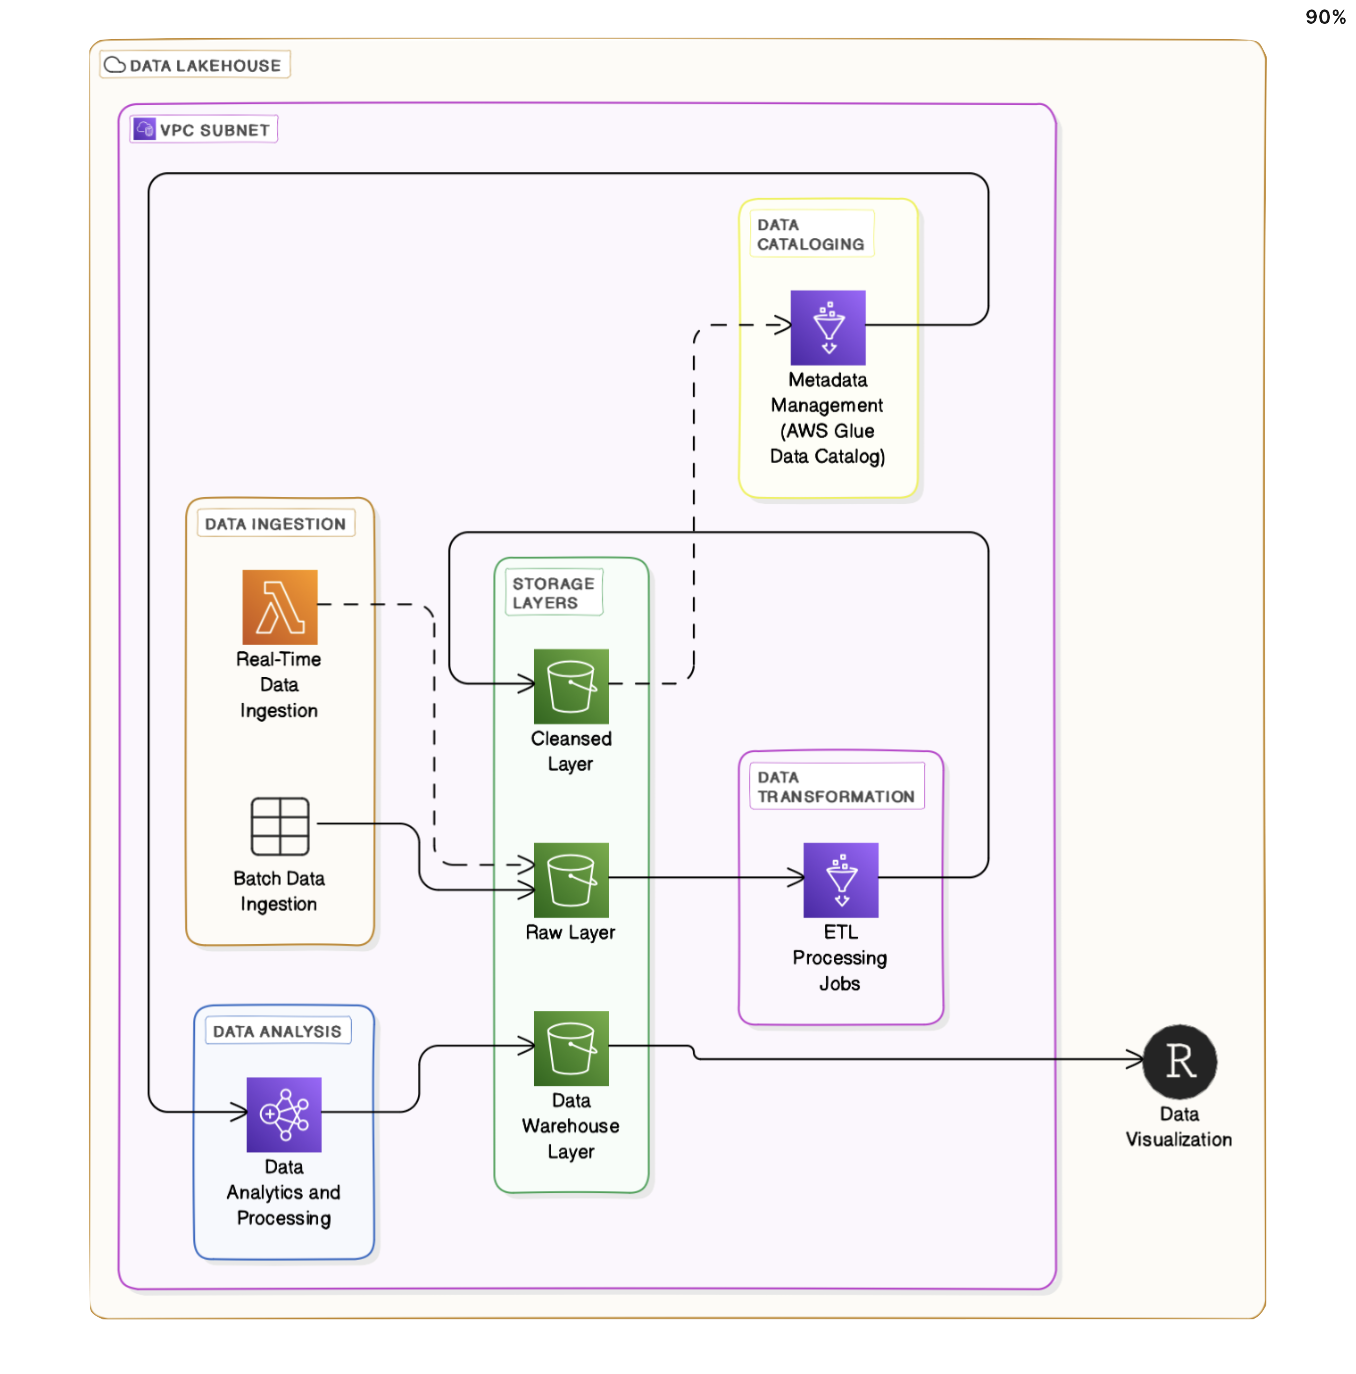 90%
DATA LAKEHOUSE
VPC SUBNET
DATA
CATALOGING
Metadata
Management
(AWS Glue
Data Catalog)
DATA INGESTION
Real-Time
Data
Ingestion
Batch Data
Ingestion
STORAGE
LAYERS
Cleansed
Layer
Raw Layer
Data
Warehouse
Layer
DATA
TRANSFORMATION
ETL
Processing
Jobs
DATA ANALYSIS
Data
Analytics and
Processing
R
Data
Visualization